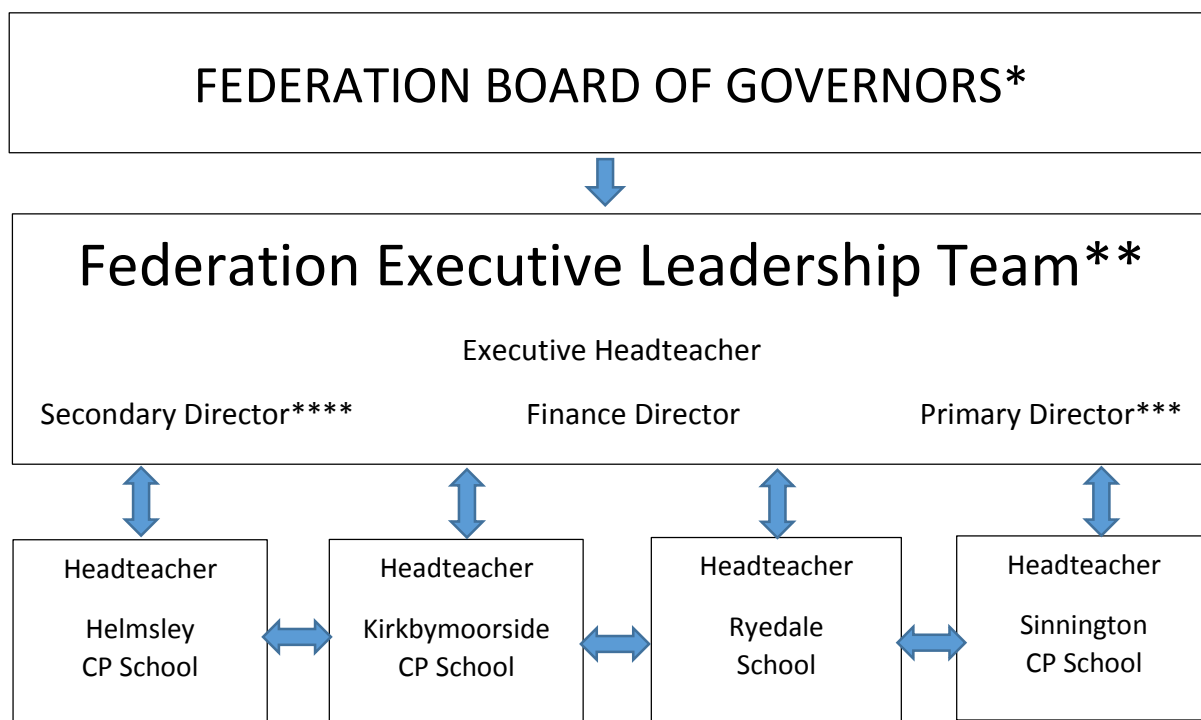 FEDERATION BOARD OF GOVERNORS*
Federation Executive Leadership Team**
Executive Headteacher
Secondary Director**** Finance Director Primary Director***
Headteacher
Helmsley
CP School
Headteacher
Kirkbymoorside
CP School
Headteacher
Ryedale
School
Headteacher
Sinnington
CP School